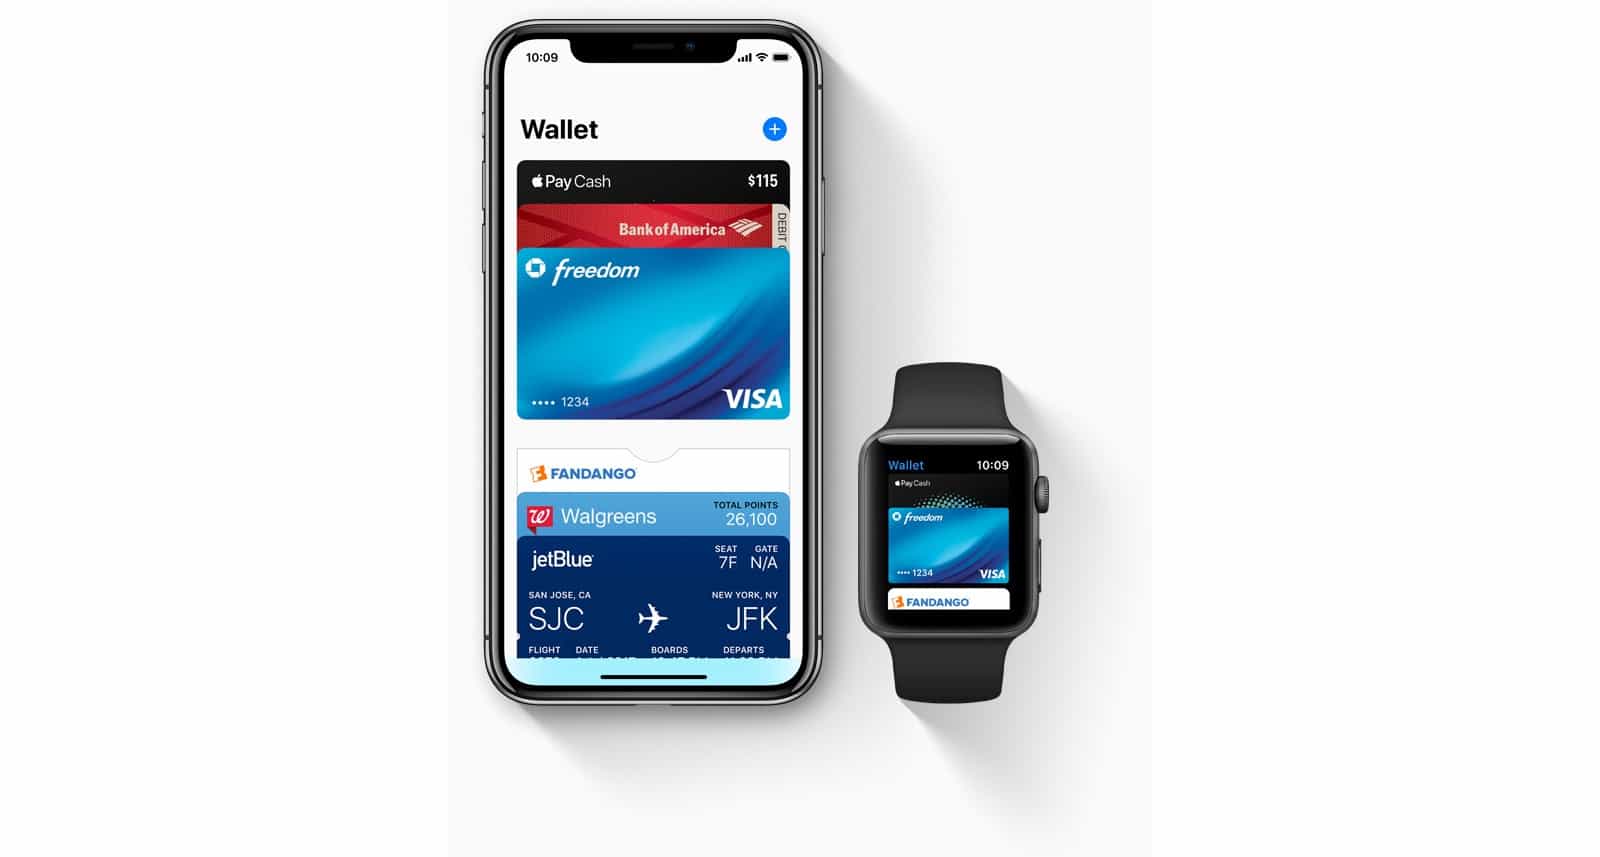 10:09
Wallet
Pay Cash $115
Bank of America
DEBIT
freedom
•••• 1234 VISA
FANDANGO
Walgreens
TOTAL POINTS
26,100
jetBlue
SEAT GATE
7F N/A
SAN JOSE, CA NEW YORK, NY
SJC JFK
FLIGHT DATE BOARDS DEPARTS
Wallet 10:09
Pay Cash
freedom
•••• 1234 VISA
FANDANGO